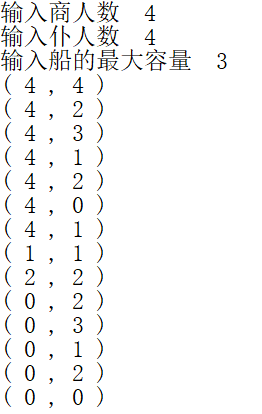 输入商人数 4
输入仆人数 4
输入船的最大容量 3
( 4 , 4 )
( 4 , 2 )
( 4 , 3 )
( 4 , 1 )
( 4 , 2 )
( 4 , 0 )
( 4 , 1 )
( 1 , 1 )
( 2 , 2 )
( 0 , 2 )
( 0 , 3 )
( 0 , 1 )
( 0 , 2 )
( 0 , 0 )